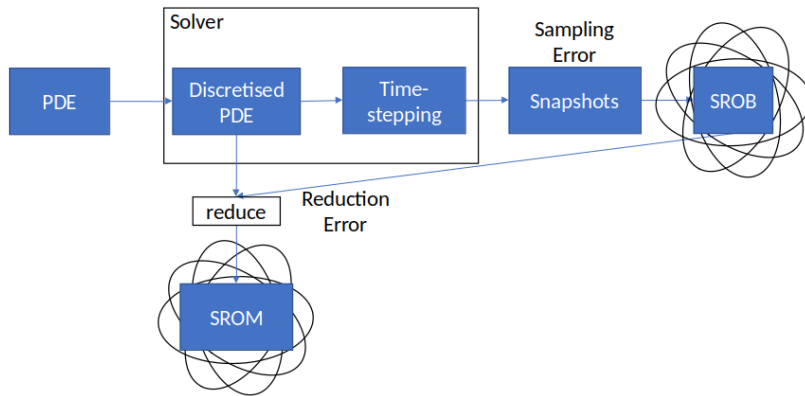 Solver
Sampling
Error
PDE
Discretised
PDE
Time-
stepping
Snapshots
SROB
reduce
Reduction
Error
SROM